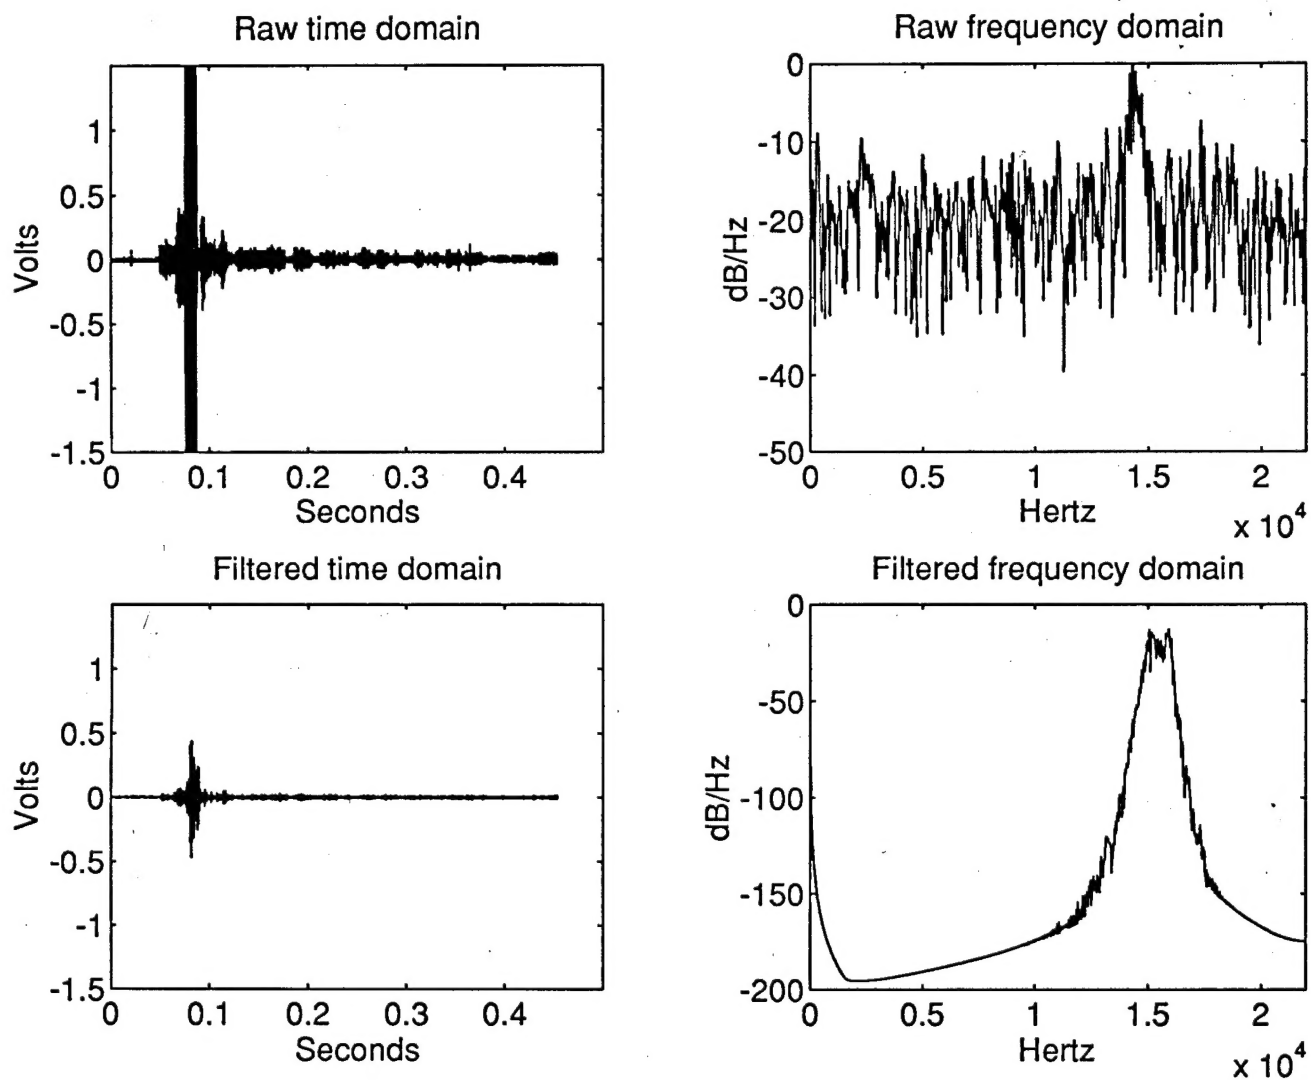 Raw time domain
Volts
1
0.5
0
-0.5
-1
-1.5
0 0.1 0.2 0.3 0.4
Seconds
Raw frequency domain
dB/Hz
0
-10
-20
-30
-40
-50
0 0.5 1 1.5 2
Hertz
x 10⁴
Filtered time domain
Volts
1
0.5
0
-0.5
-1
-1.5
0 0.1 0.2 0.3 0.4
Seconds
Filtered frequency domain
dB/Hz
0
-50
-100
-150
-200
0 0.5 1 1.5 2
Hertz
x 10⁴